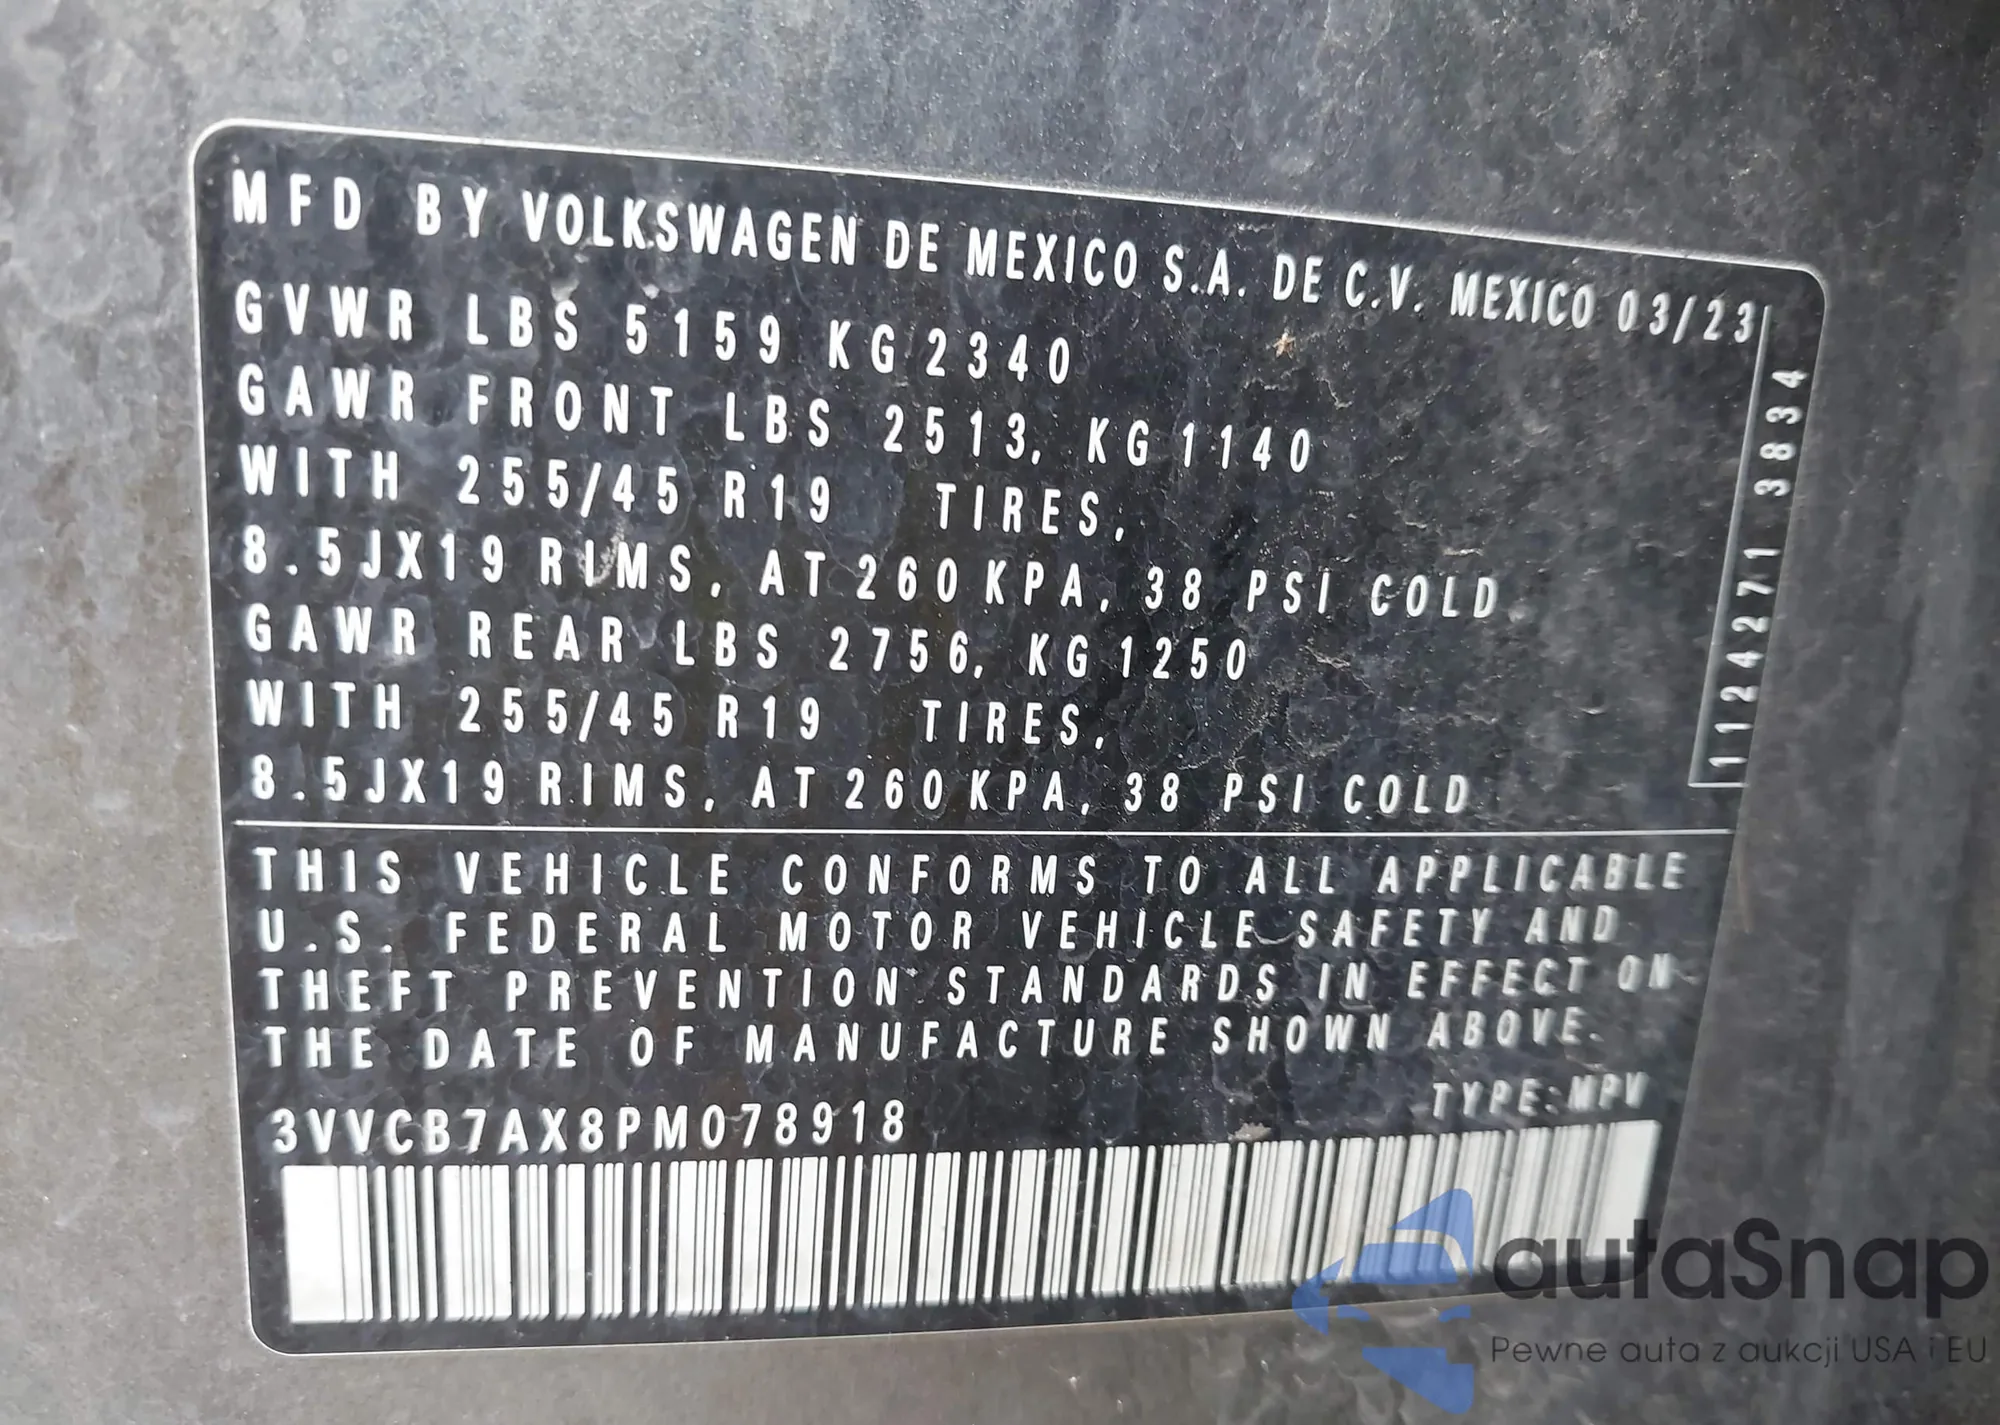 MFD BY VOLKSWAGEN DE MEXICO S.A. DE C.V. MEXICO 03/23
GVWR LBS 5159 KG 2340
GAWR FRONT LBS 2513, KG 1140
WITH 255/45 R19 TIRES,
8.5JX19 RIMS, AT 260 KPA, 38 PSI COLD
GAWR REAR LBS 2756, KG 1250
WITH 255/45 R19 TIRES,
8.5JX19 RIMS, AT 260 KPA, 38 PSI COLD
1124271 3834
THIS VEHICLE CONFORMS TO ALL APPLICABLE
U.S. FEDERAL MOTOR VEHICLE SAFETY AND
THEFT PREVENTION STANDARDS IN EFFECT ON
THE DATE OF MANUFACTURE SHOWN ABOVE.
TYPE: MPV
3VVCB7AX8PM078918
autaSnap
Pewne auta z aukcji USA i EU